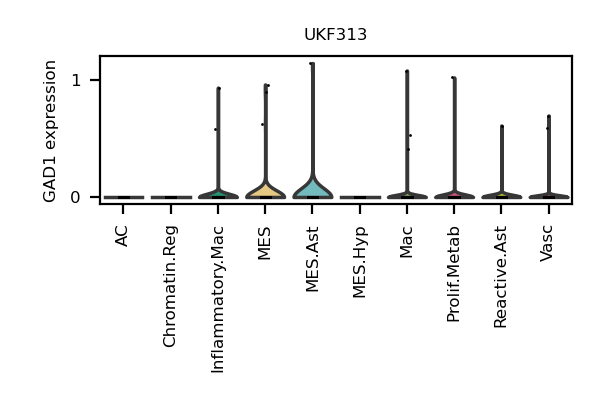 UKF313
GAD1 expression
1
0
AC
Chromatin.Reg
Inflammatory.Mac
MES
MES.Ast
MES.Hyp
Mac
Prolif.Metab
Reactive.Ast
Vasc